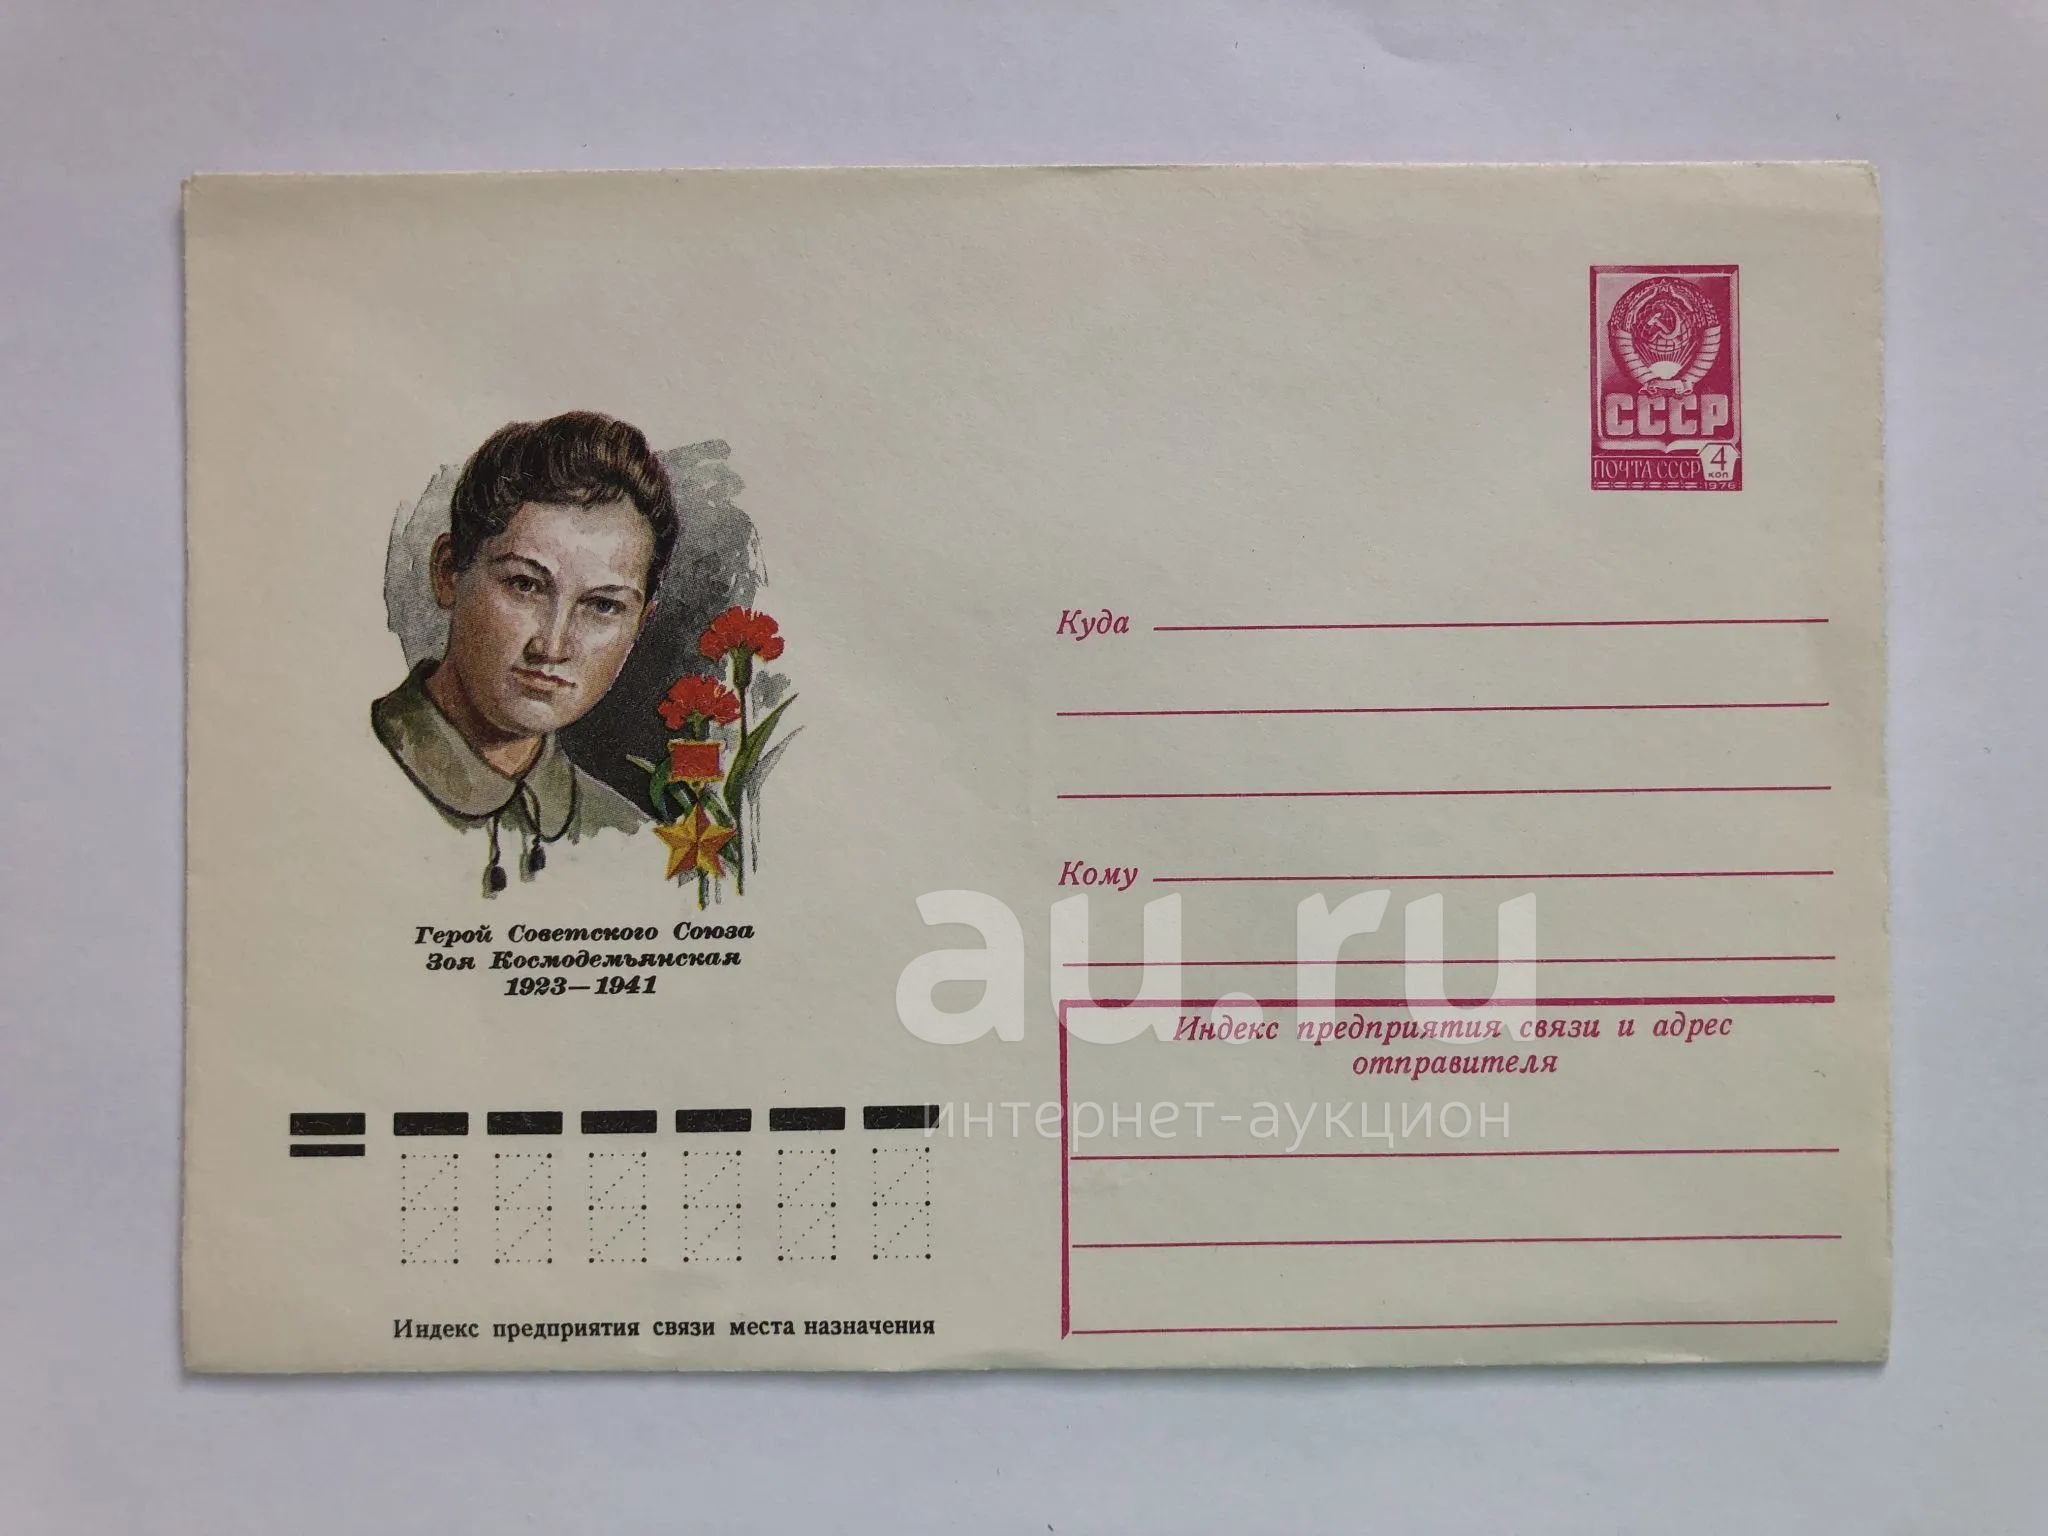 СССР
ПОЧТА СССР 4
КОП
1976
Куда
Кому
Герой Советского Союза
Зоя Космодемьянская
1923—1941
au.ru
интернет-аукцион
Индекс предприятия связи и адрес
отправителя
Индекс предприятия связи места назначения